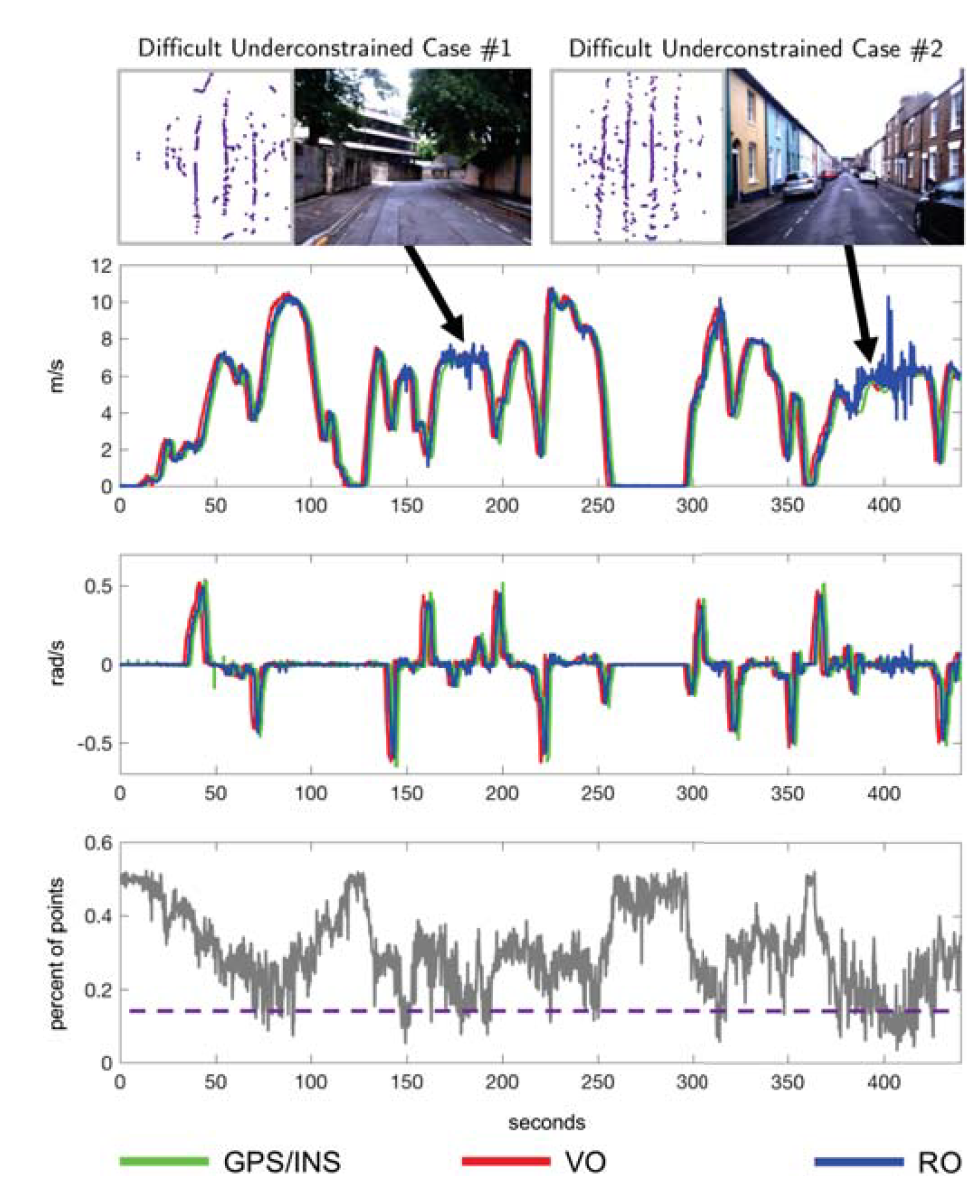 Difficult Underconstrained Case #1 Difficult Underconstrained Case #2
12
10
8
6
4
2
0
m/s
0 50 100 150 200 250 300 350 400
0.5
0
-0.5
rad/s
0 50 100 150 200 250 300 350 400
0.6
0.4
0.2
0
percent of points
0 50 100 150 200 250 300 350 400
seconds
GPS/INS VO RO